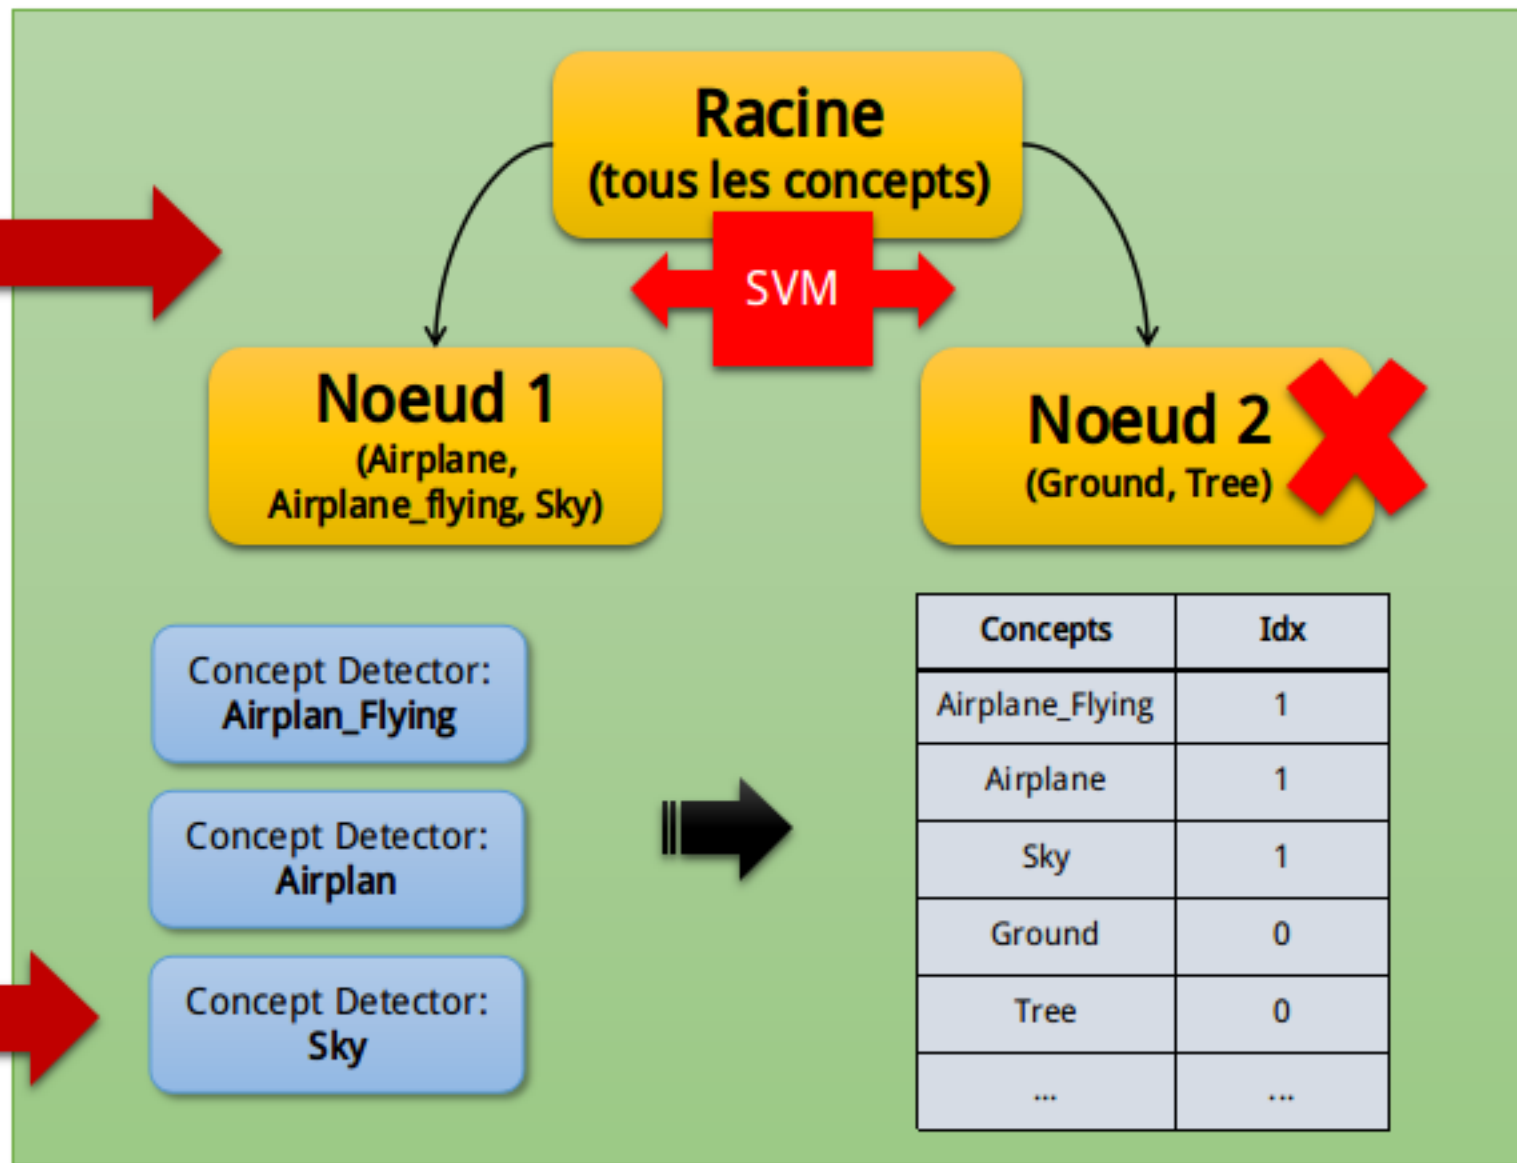 Racine
(tous les concepts)
SVM
Noeud 1
(Airplane,
Airplane_flying, Sky)
Noeud 2
(Ground, Tree)
Concept Detector:
Airplan_Flying
Concept Detector:
Airplan
Concept Detector:
Sky
Concepts Idx
Airplane_Flying 1
Airplane 1
Sky 1
Ground 0
Tree 0
... ...